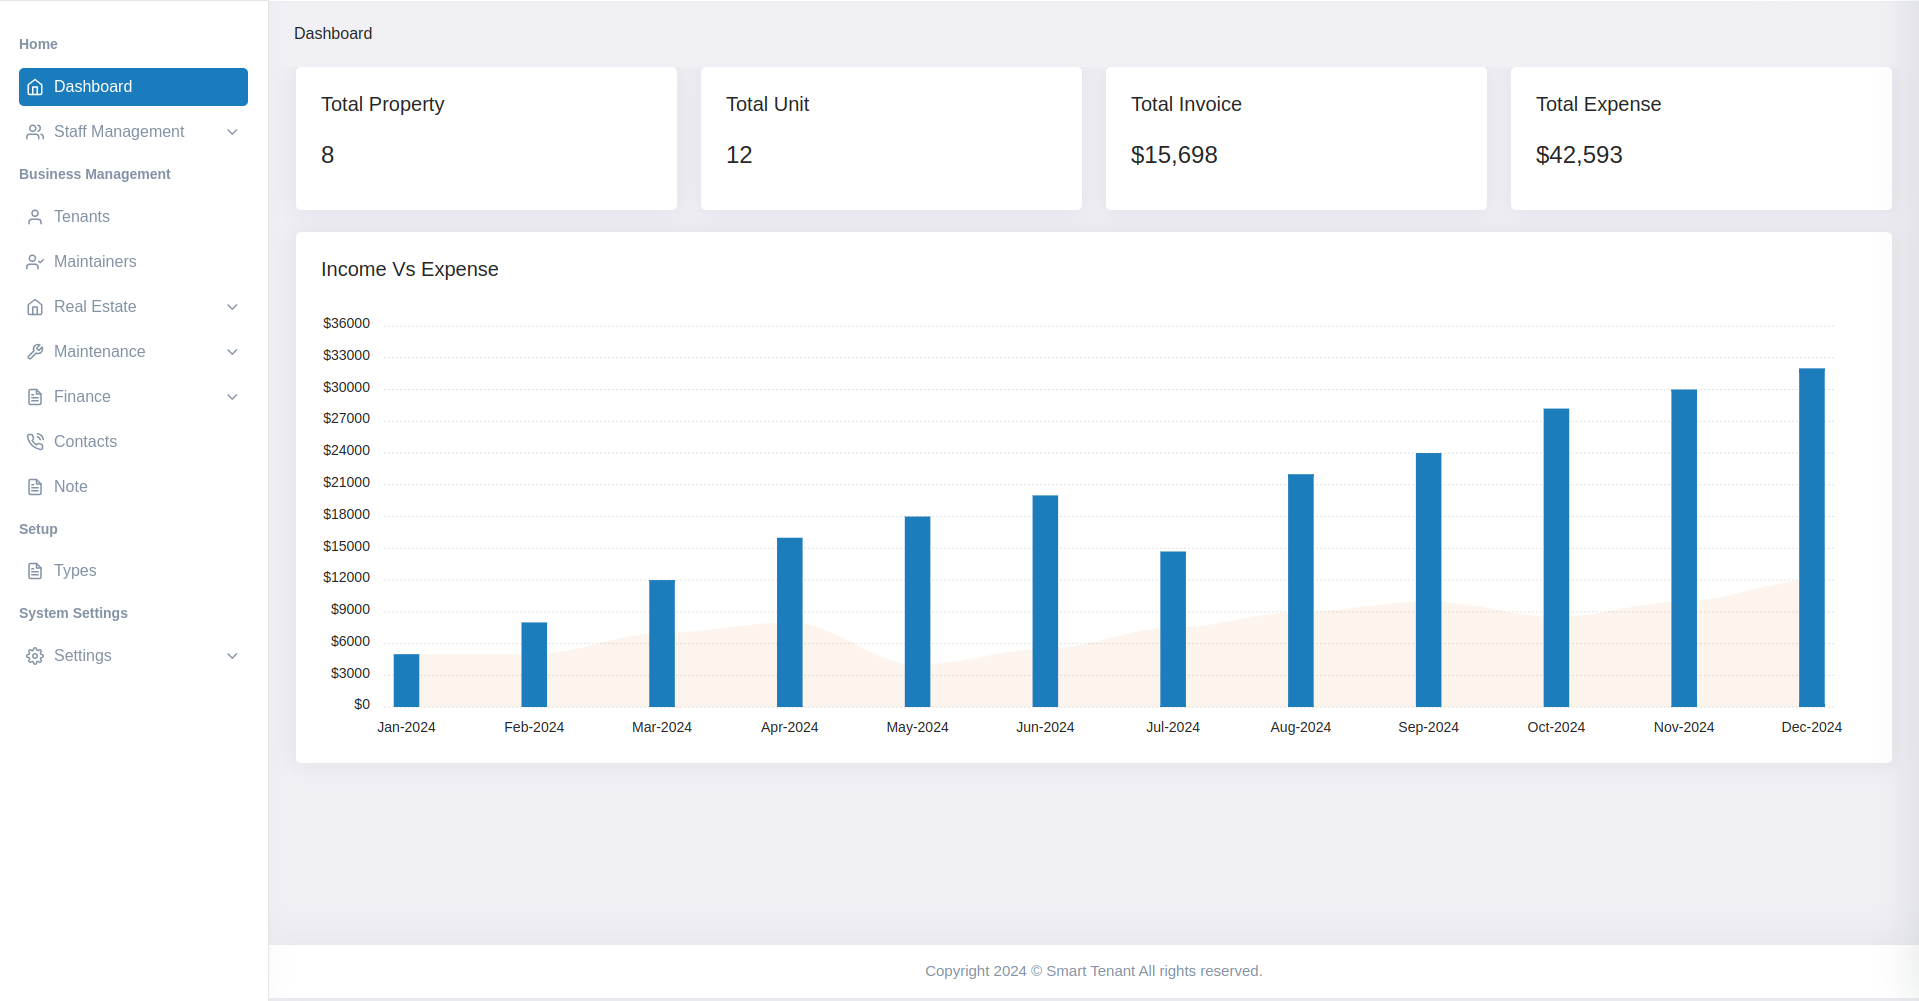 Home
Dashboard
Staff Management
Business Management
Tenants
Maintainers
Real Estate
Maintenance
Finance
Contacts
Note
Setup
Types
System Settings
Settings
Dashboard
Total Property
8
Total Unit
12
Total Invoice
$15,698
Total Expense
$42,593
Income Vs Expense
$36000
$33000
$30000
$27000
$24000
$21000
$18000
$15000
$12000
$9000
$6000
$3000
$0
Jan-2024 Feb-2024 Mar-2024 Apr-2024 May-2024 Jun-2024 Jul-2024 Aug-2024 Sep-2024 Oct-2024 Nov-2024 Dec-2024
Copyright 2024 © Smart Tenant All rights reserved.